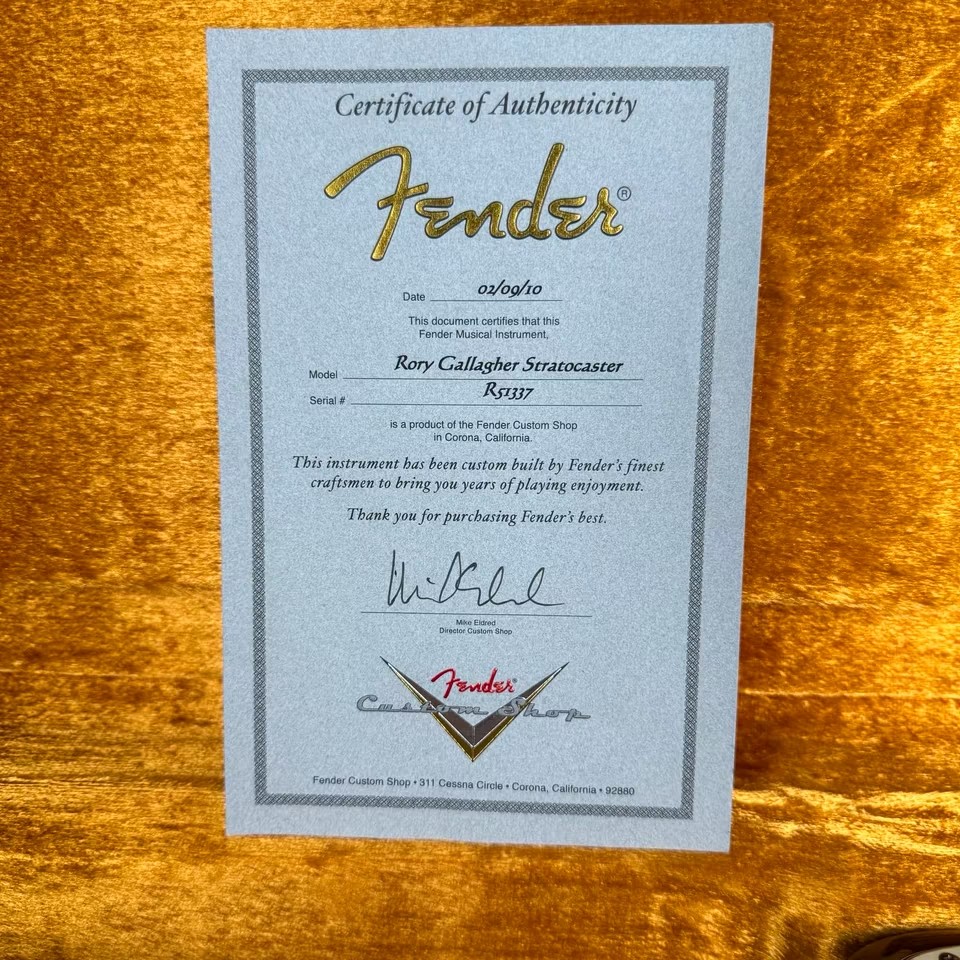 Certificate of Authenticity
Fender®
Date 02/09/10
This document certifies that this
Fender Musical Instrument,
Model Rory Gallagher Stratocaster
Serial # R51337
is a product of the Fender Custom Shop
in Corona, California.
This instrument has been custom built by Fender's finest
craftsmen to bring you years of playing enjoyment.
Thank you for purchasing Fender's best.
Mike Eldred
Director Custom Shop
Fender®
Custom Shop
Fender Custom Shop • 311 Cessna Circle • Corona, California • 92880